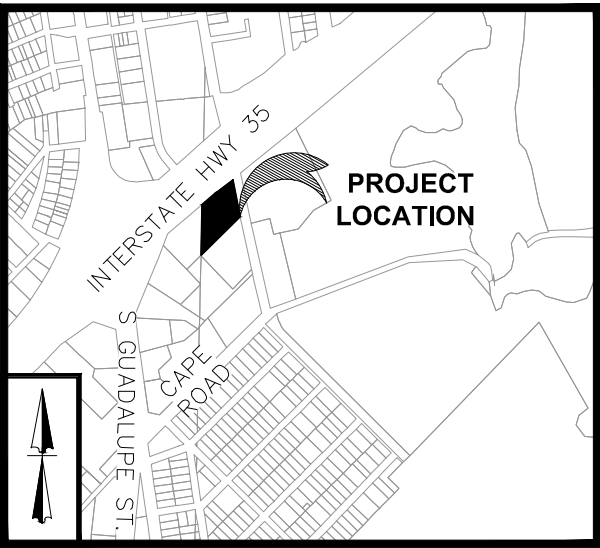 INTERSTATE HWY 35
PROJECT
LOCATION
S GUADALUPE ST.
CAPE
ROAD